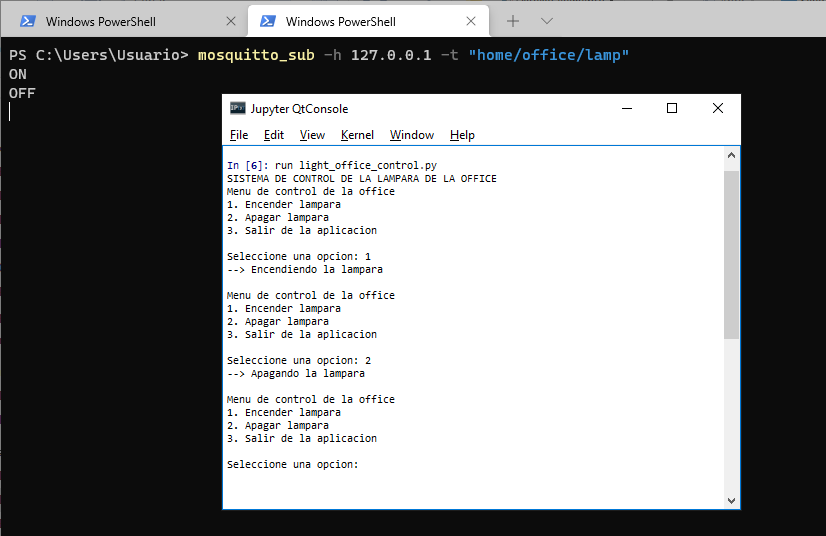 Windows PowerShell
Windows PowerShell
PS C:\Users\Usuario> mosquitto_sub -h 127.0.0.1 -t "home/office/lamp"
ON
OFF
Jupyter QtConsole
File Edit View Kernel Window Help
In [6]: run light_office_control.py
SISTEMA DE CONTROL DE LA LAMPARA DE LA OFFICE
Menu de control de la office
1. Encender lampara
2. Apagar lampara
3. Salir de la aplicacion
Seleccione una opcion: 1
--> Encendiendo la lampara
Menu de control de la office
1. Encender lampara
2. Apagar lampara
3. Salir de la aplicacion
Seleccione una opcion: 2
--> Apagando la lampara
Menu de control de la office
1. Encender lampara
2. Apagar lampara
3. Salir de la aplicacion
Seleccione una opcion: